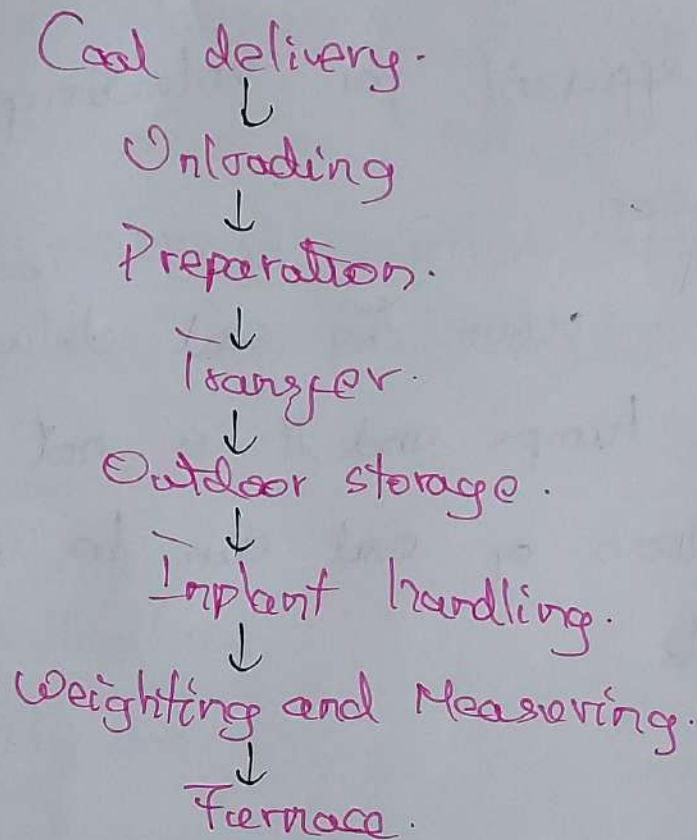 Coal delivery.
↓
Unloading
↓
Preparation.
↓
Transfer.
↓
Outdoor storage.
↓
Inplant handling.
↓
Weighting and Measuring.
↓
Furnace.